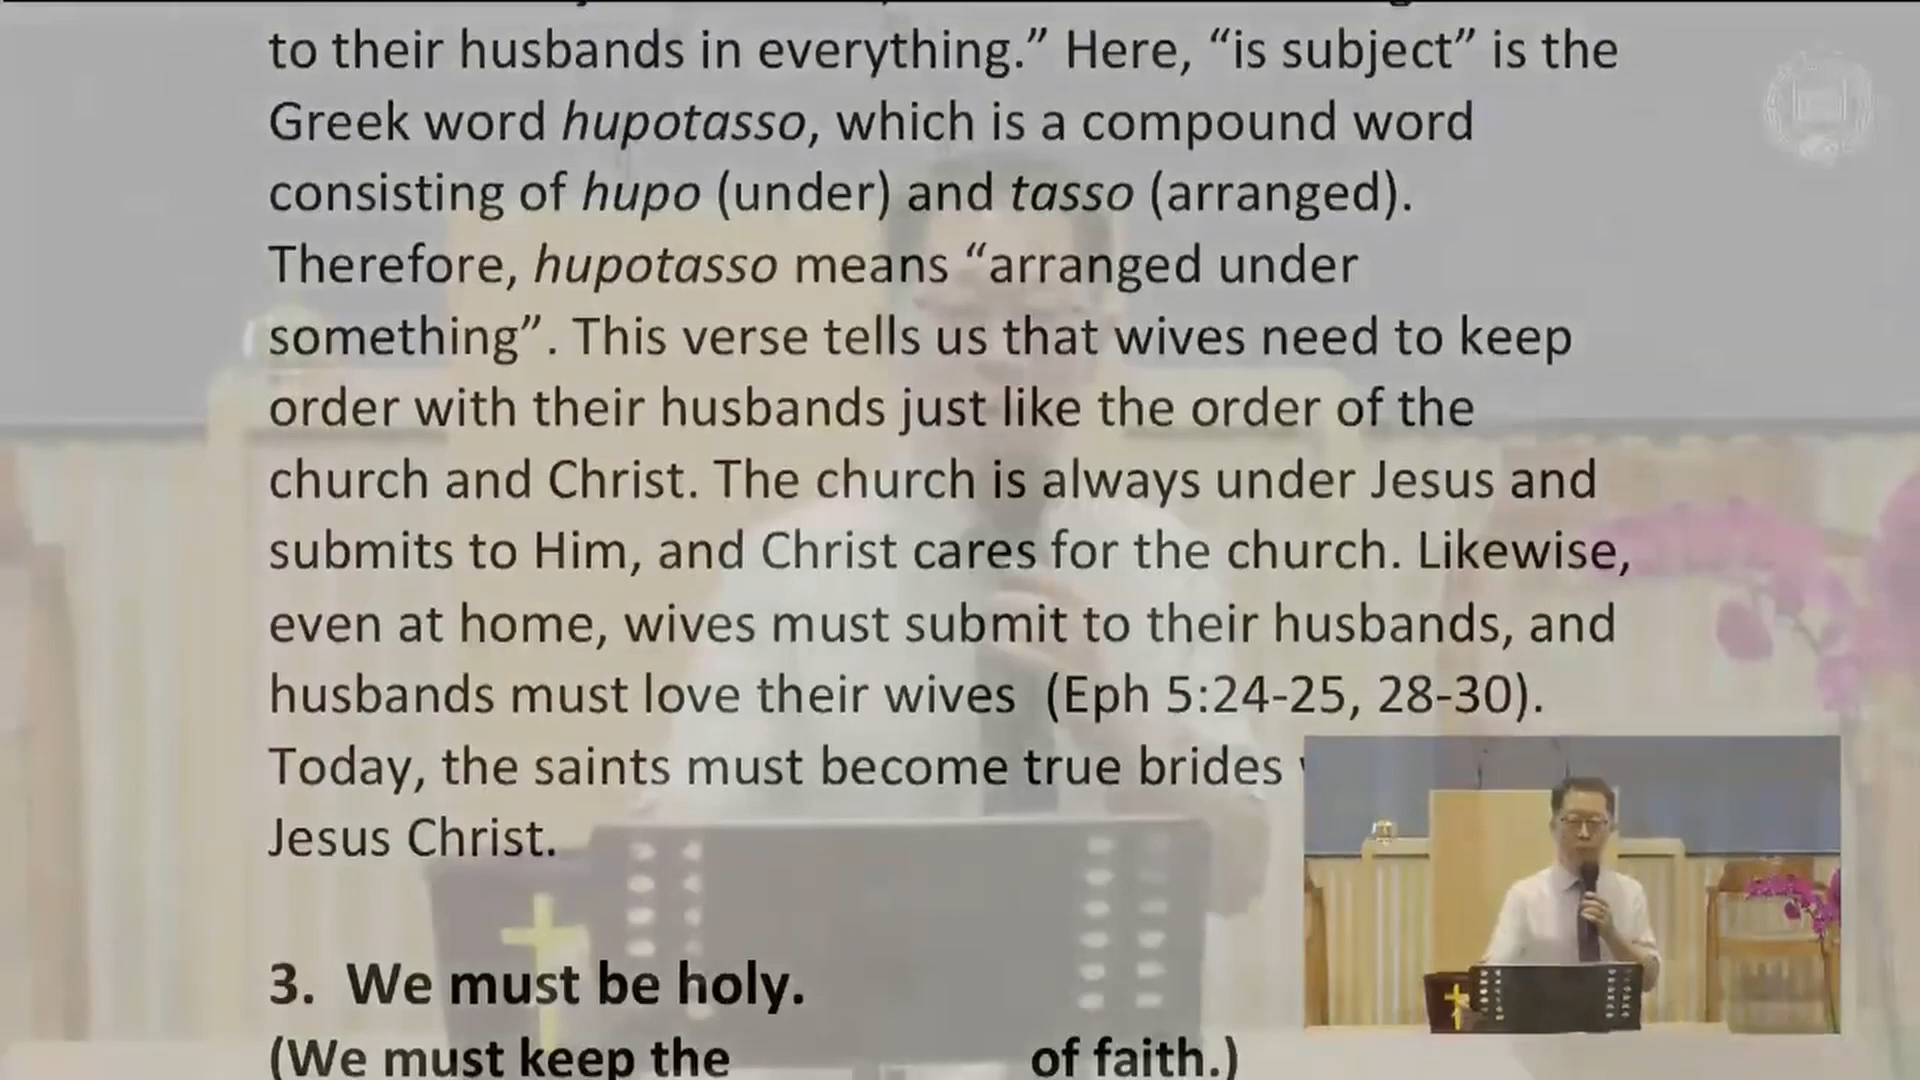 to their husbands in everything.” Here, “is subject” is the
Greek word hupotasso, which is a compound word
consisting of hupo (under) and tasso (arranged).
Therefore, hupotasso means “arranged under
something”. This verse tells us that wives need to keep
order with their husbands just like the order of the
church and Christ. The church is always under Jesus and
submits to Him, and Christ cares for the church. Likewise,
even at home, wives must submit to their husbands, and
husbands must love their wives (Eph 5:24-25, 28-30).
Today, the saints must become true brides
Jesus Christ.
3. We must be holy.
(We must keep the of faith.)